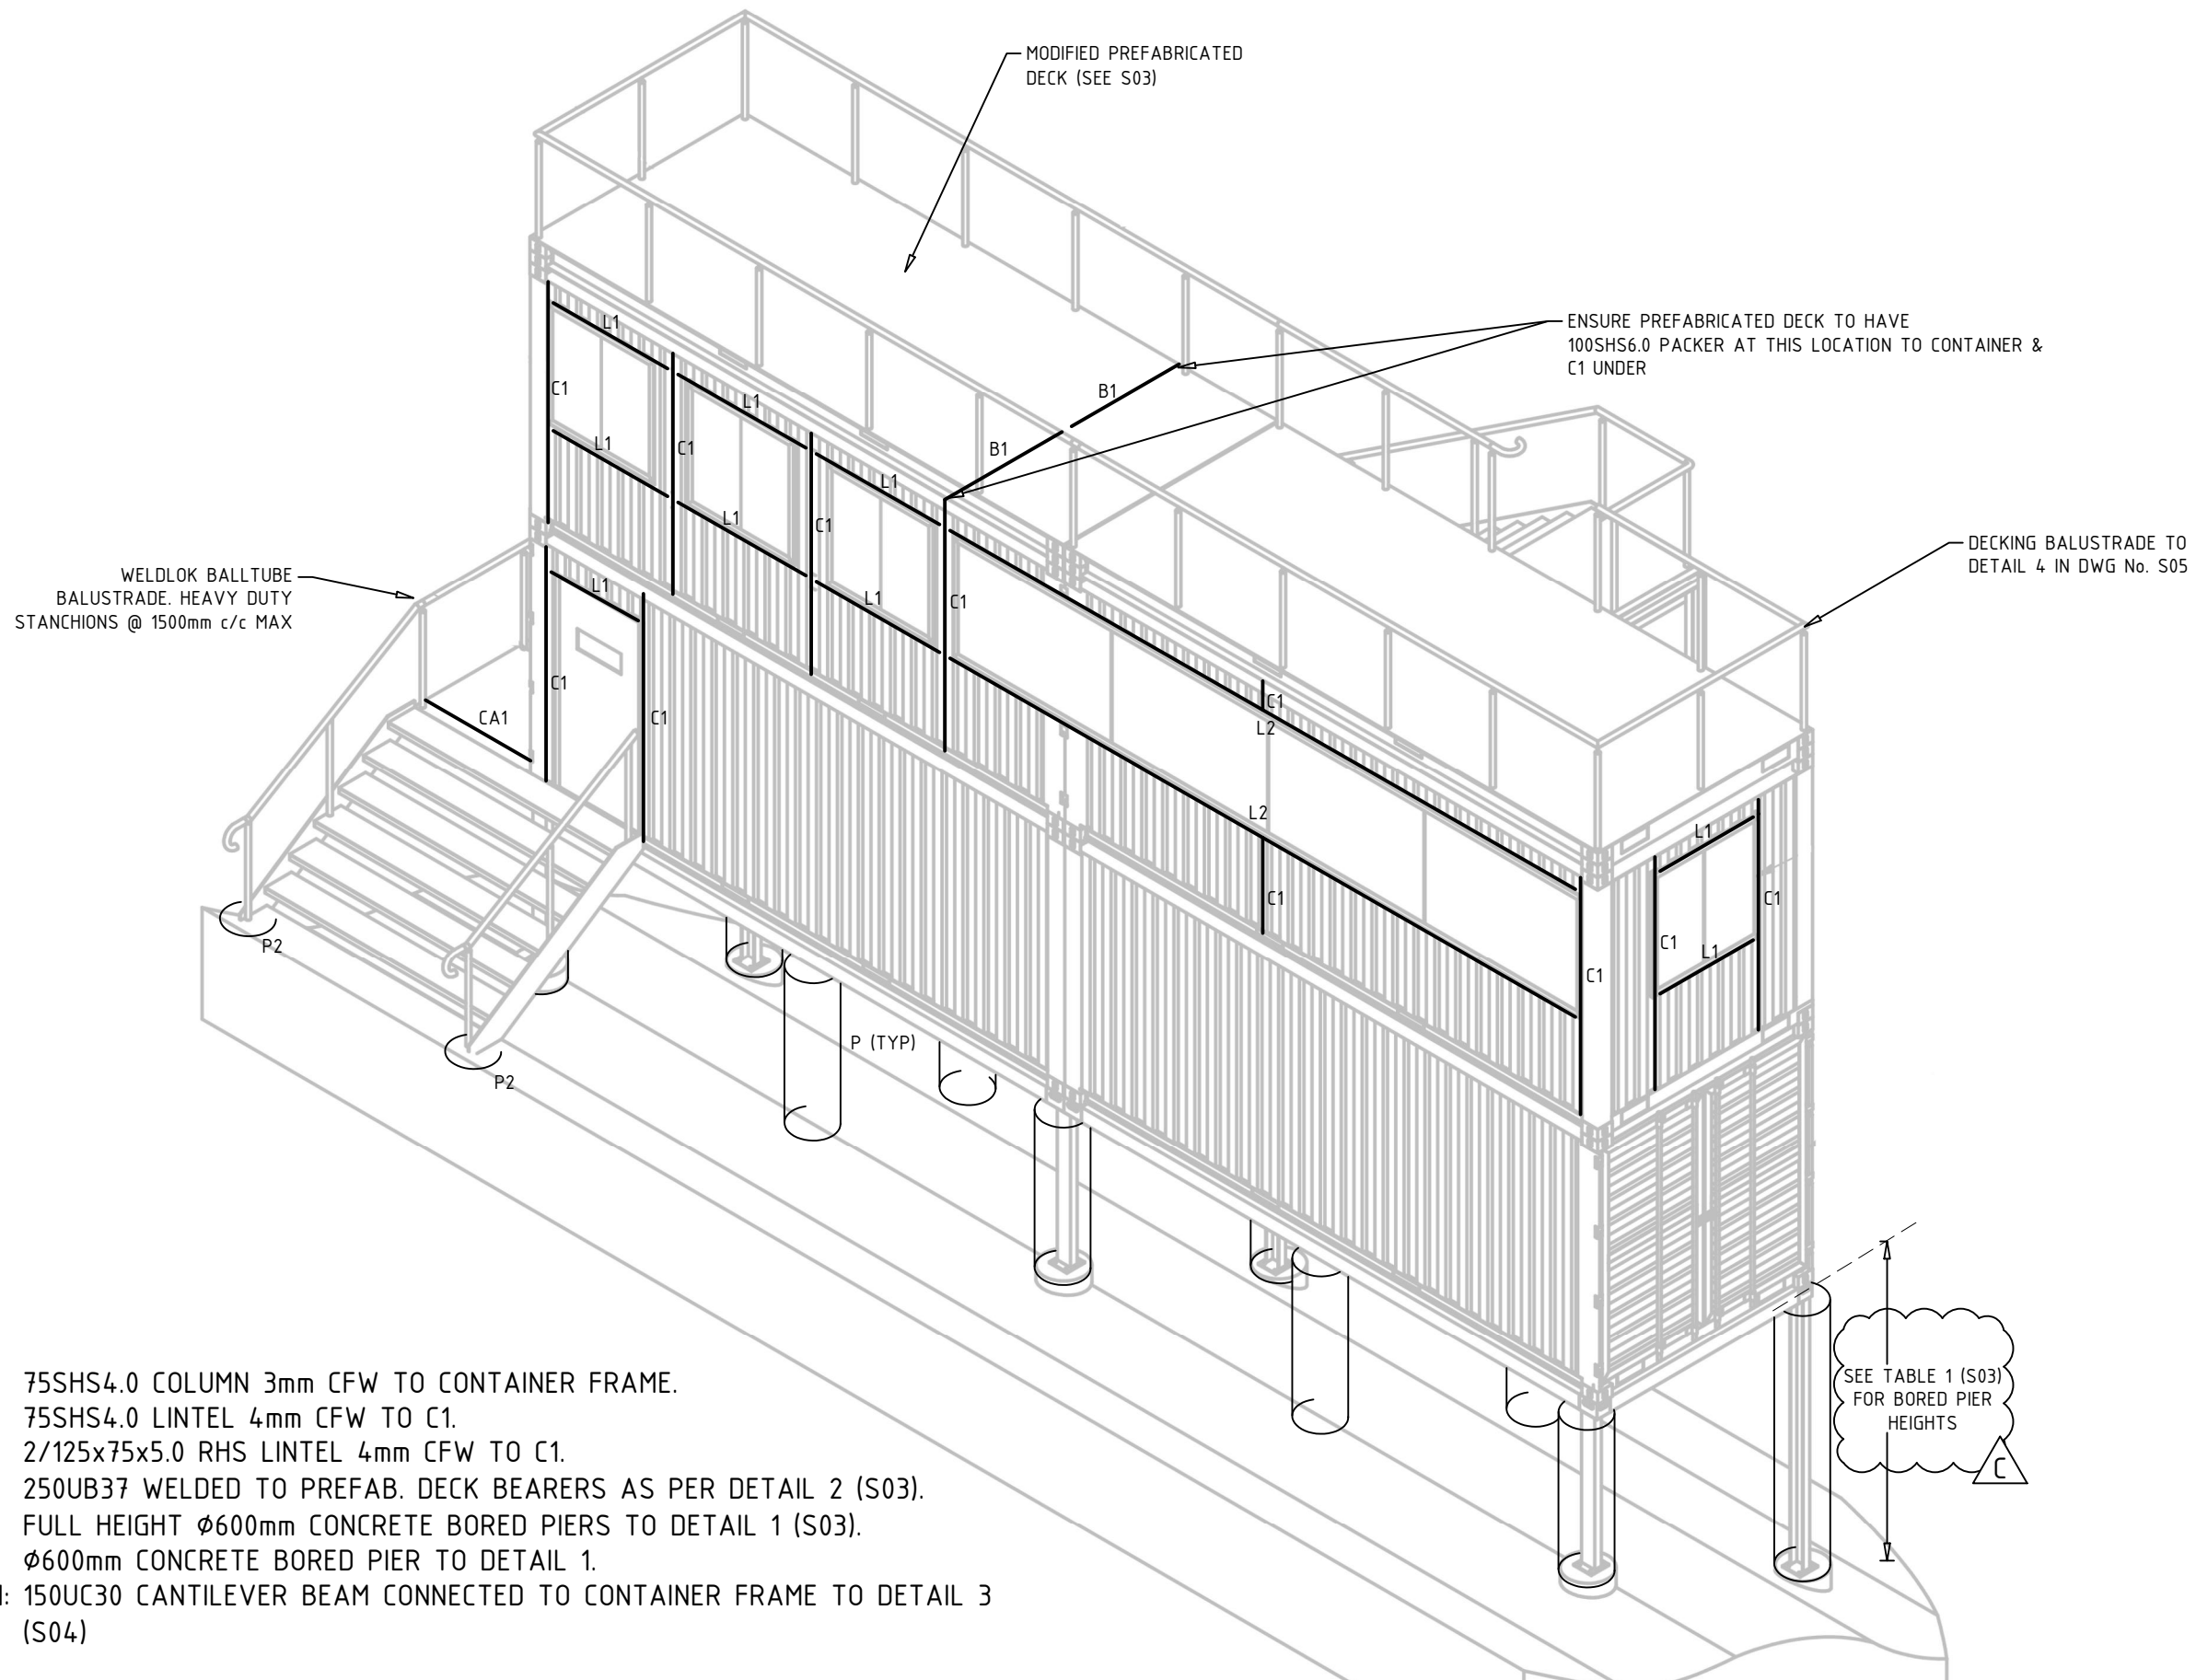 MODIFIED PREFABRICATED
DECK (SEE S03)
ENSURE PREFABRICATED DECK TO HAVE
100SHS6.0 PACKER AT THIS LOCATION TO CONTAINER &
C1 UNDER
DECKING BALUSTRADE TO
DETAIL 4 IN DWG No. S05
WELDLOK BALLTUBE
BALUSTRADE. HEAVY DUTY
STANCHIONS @ 1500mm c/c MAX
L1
C1
L1
L1
C1
L1
L1
C1
L1
B1
B1
C1
L1
C1
C1
CA1
C1
L2
L2
C1
C1
L1
C1
C1
L1
P2
P2
P (TYP)
SEE TABLE 1 (S03)
FOR BORED PIER
HEIGHTS
C
75SHS4.0 COLUMN 3mm CFW TO CONTAINER FRAME.
75SHS4.0 LINTEL 4mm CFW TO C1.
2/125x75x5.0 RHS LINTEL 4mm CFW TO C1.
250UB37 WELDED TO PREFAB. DECK BEARERS AS PER DETAIL 2 (S03).
FULL HEIGHT Ø600mm CONCRETE BORED PIERS TO DETAIL 1 (S03).
Ø600mm CONCRETE BORED PIER TO DETAIL 1.
: 150UC30 CANTILEVER BEAM CONNECTED TO CONTAINER FRAME TO DETAIL 3
(S04)